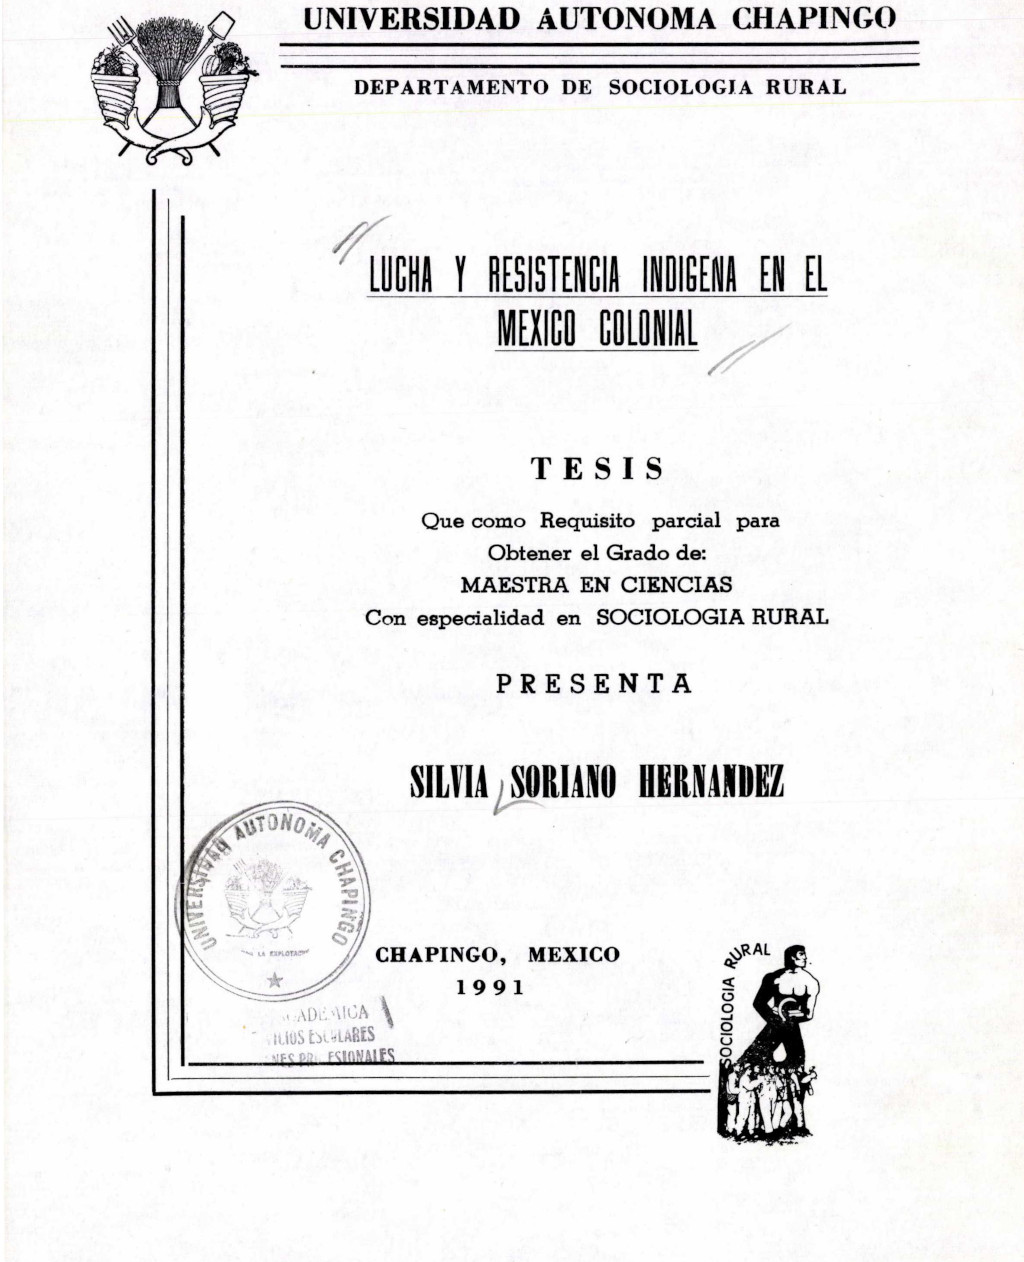 UNIVERSIDAD AUTONOMA CHAPINGO
DEPARTAMENTO DE SOCIOLOGIA RURAL
LUCHA Y RESISTENCIA INDIGENA EN EL
MEXICO COLONIAL
TESIS
Que como Requisito parcial para
Obtener el Grado de:
MAESTRA EN CIENCIAS
Con especialidad en SOCIOLOGIA RURAL
PRESENTA
SILVIA SORIANO HERNANDEZ
UNIVERSIDAD AUTONOMA CHAPINGO
CHAPINGO, MEXICO
1991
SOCIOLOGIA RURAL